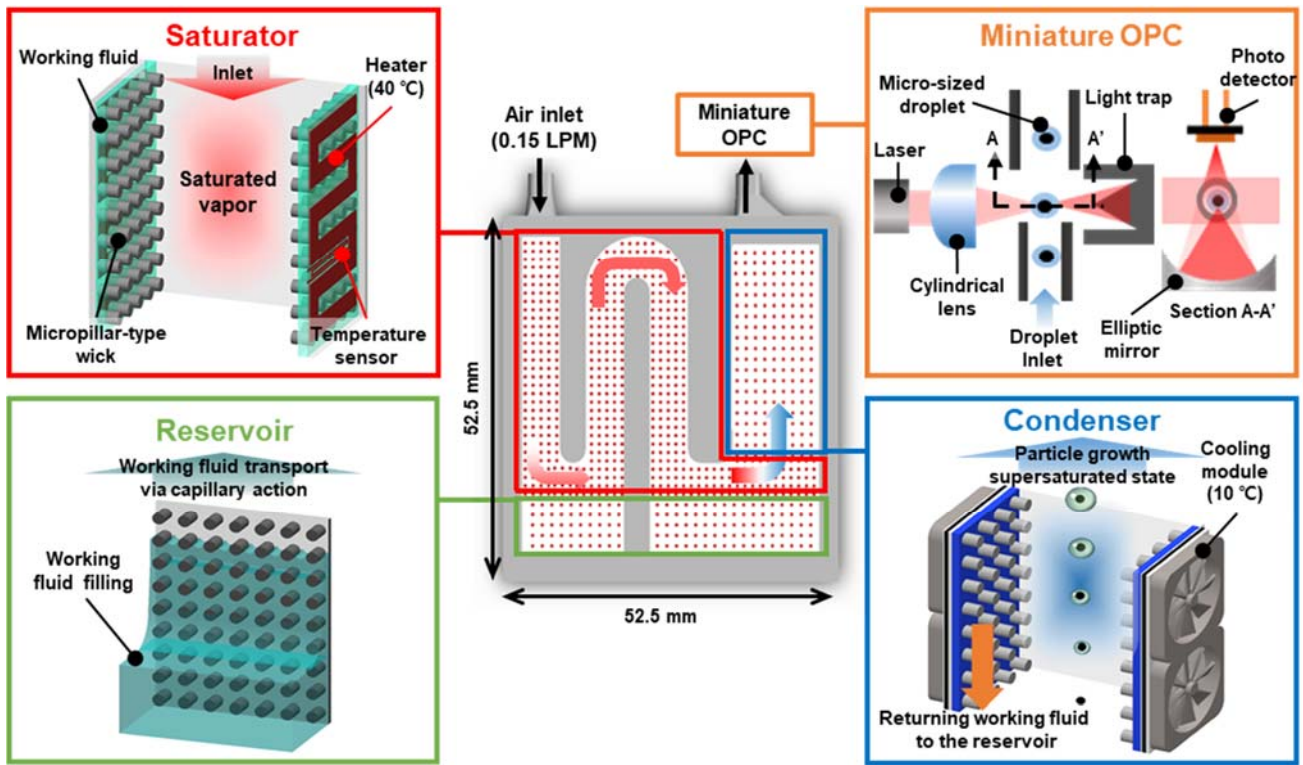 Saturator
Working fluid
Inlet
Heater
(40 ℃)
Saturated
vapor
Micropillar-type
wick
Temperature
sensor
Reservoir
Working fluid transport
via capillary action
Working
fluid filling
Air inlet
(0.15 LPM)
Miniature
OPC
52.5 mm
52.5 mm
Miniature OPC
Micro-sized
droplet
Photo
detector
Light trap
A
A'
Laser
Cylindrical
lens
Droplet
Inlet
Elliptic
mirror
Section A-A'
Condenser
Particle growth
supersaturated state
Cooling
module
(10 ℃)
Returning working fluid
to the reservoir